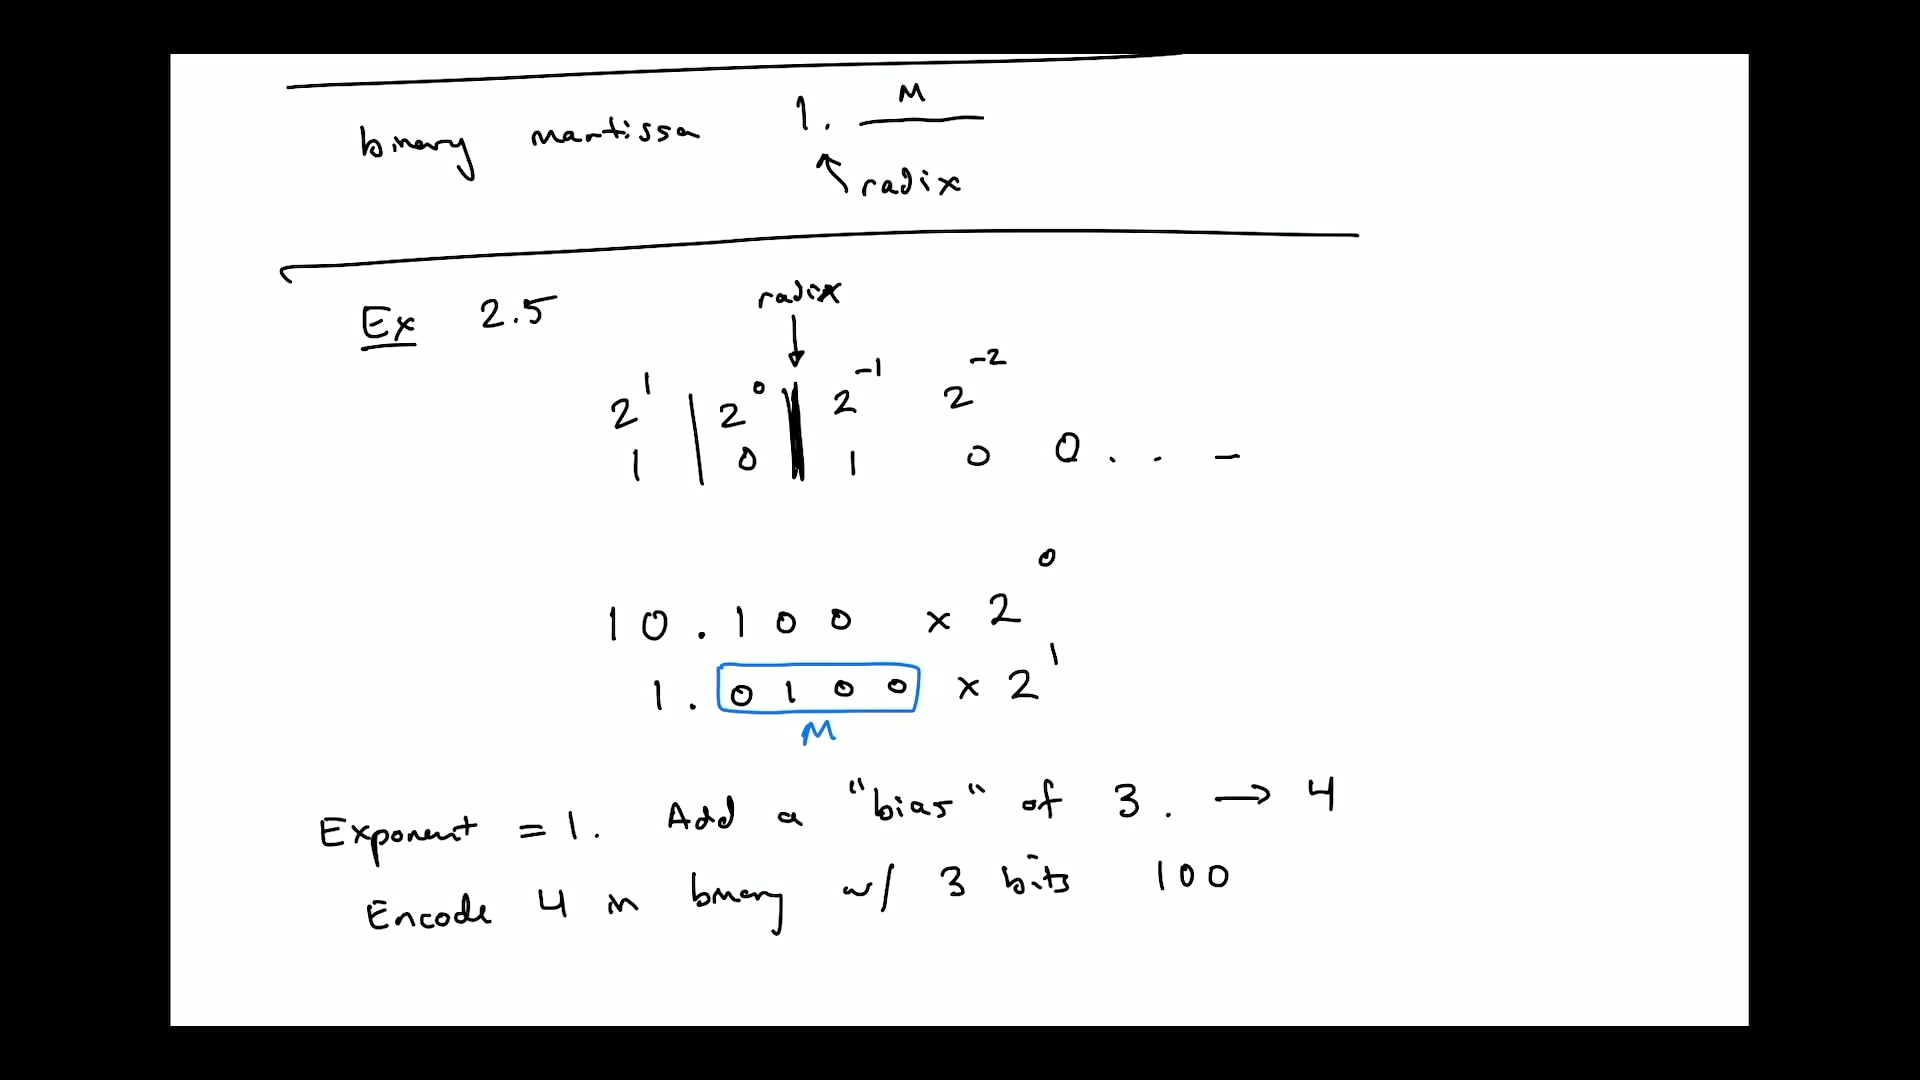 binary mantissa 1. M
radix
Ex 2.5
radix
2^1 | 2^0 | 2^-1 2^-2
1 | 0 | 1 0 0 . . -
10.100 x 2^0
1.0100 x 2^1
M
Exponent = 1. Add a "bias" of 3. → 4
Encode 4 in binary w/ 3 bits 100